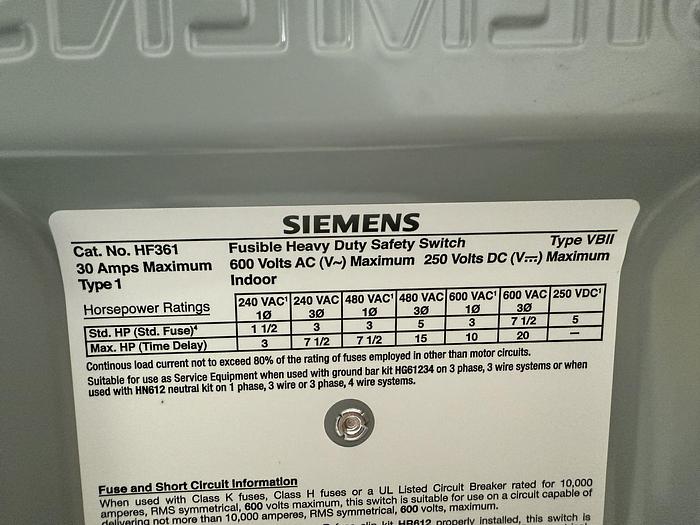 SIEMENS
SIEMENS
Cat. No. HF361 Fusible Heavy Duty Safety Switch Type VBII
30 Amps Maximum 600 Volts AC (V~) Maximum 250 Volts DC (V⎓) Maximum
Type 1 Indoor
Horsepower Ratings 240 VAC¹ 1Ø 240 VAC 3Ø 480 VAC¹ 1Ø 480 VAC 3Ø 600 VAC¹ 1Ø 600 VAC 3Ø 250 VDC¹
Std. HP (Std. Fuse)⁴ 1 1/2 3 3 5 3 7 1/2 5
Max. HP (Time Delay) 3 7 1/2 7 1/2 15 10 20 —
Continous load current not to exceed 80% of the rating of fuses employed in other than motor circuits.
Suitable for use as Service Equipment when used with ground bar kit HG61234 on 3 phase, 3 wire systems or when
used with HN612 neutral kit on 1 phase, 3 wire or 3 phase, 4 wire systems.
Fuse and Short Circuit Information
When used with Class K fuses, Class H fuses or a UL Listed Circuit Breaker rated for 10,000
amperes, RMS symmetrical, 600 volts maximum, this switch is suitable for use on a circuit capable of
delivering not more than 10,000 amperes, RMS symmetrical, 600 volts, maximum.
kit HR612 properly installed, this switch is